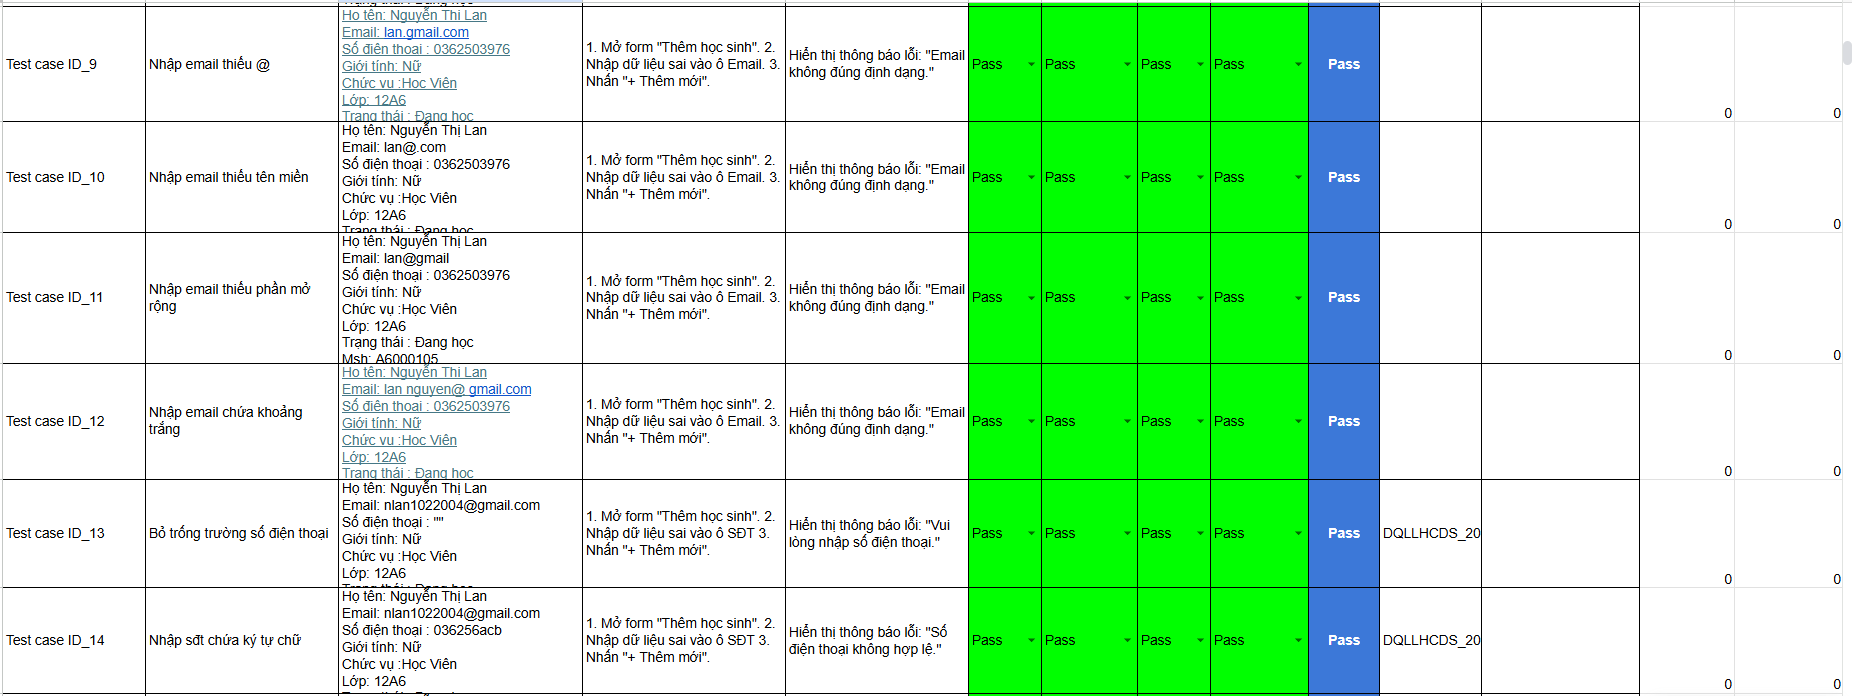 Test case ID_9
Nhập email thiếu @
Họ tên: Nguyễn Thị Lan
Email: lan.gmail.com
Số điện thoại : 0362503976
Giới tính: Nữ
Chức vụ :Học Viên
Lớp: 12A6
Trạng thái : Đang học
1. Mở form "Thêm học sinh". 2.
Nhập dữ liệu sai vào ô Email. 3.
Nhấn "+ Thêm mới".
Hiển thị thông báo lỗi: "Email
không đúng định dạng."
Pass
Pass
Pass
Pass
Pass
0
0
Test case ID_10
Nhập email thiếu tên miền
Họ tên: Nguyễn Thị Lan
Email: lan@.com
Số điện thoại : 0362503976
Giới tính: Nữ
Chức vụ :Học Viên
Lớp: 12A6
Trạng thái : Đang học
1. Mở form "Thêm học sinh". 2.
Nhập dữ liệu sai vào ô Email. 3.
Nhấn "+ Thêm mới".
Hiển thị thông báo lỗi: "Email
không đúng định dạng."
Pass
Pass
Pass
Pass
Pass
0
0
Test case ID_11
Nhập email thiếu phần mở
rộng
Họ tên: Nguyễn Thị Lan
Email: lan@gmail
Số điện thoại : 0362503976
Giới tính: Nữ
Chức vụ :Học Viên
Lớp: 12A6
Trạng thái : Đang học
Msh: A6000105
1. Mở form "Thêm học sinh". 2.
Nhập dữ liệu sai vào ô Email. 3.
Nhấn "+ Thêm mới".
Hiển thị thông báo lỗi: "Email
không đúng định dạng."
Pass
Pass
Pass
Pass
Pass
0
0
Test case ID_12
Nhập email chứa khoảng
trắng
Họ tên: Nguyễn Thị Lan
Email: lan nguyen@ gmail.com
Số điện thoại : 0362503976
Giới tính: Nữ
Chức vụ :Học Viên
Lớp: 12A6
Trạng thái : Đang học
1. Mở form "Thêm học sinh". 2.
Nhập dữ liệu sai vào ô Email. 3.
Nhấn "+ Thêm mới".
Hiển thị thông báo lỗi: "Email
không đúng định dạng."
Pass
Pass
Pass
Pass
Pass
0
0
Test case ID_13
Bỏ trống trường số điện thoại
Họ tên: Nguyễn Thị Lan
Email: nlan1022004@gmail.com
Số điện thoại : ""
Giới tính: Nữ
Chức vụ :Học Viên
Lớp: 12A6
1. Mở form "Thêm học sinh". 2.
Nhập dữ liệu sai vào ô SĐT 3.
Nhấn "+ Thêm mới".
Hiển thị thông báo lỗi: "Vui
lòng nhập số điện thoại."
Pass
Pass
Pass
Pass
Pass
DQLLHCDS_20
0
0
Test case ID_14
Nhập sđt chứa ký tự chữ
Họ tên: Nguyễn Thị Lan
Email: nlan1022004@gmail.com
Số điện thoại : 036256acb
Giới tính: Nữ
Chức vụ :Học Viên
Lớp: 12A6
1. Mở form "Thêm học sinh". 2.
Nhập dữ liệu sai vào ô SĐT 3.
Nhấn "+ Thêm mới".
Hiển thị thông báo lỗi: "Số
điện thoại không hợp lệ."
Pass
Pass
Pass
Pass
Pass
DQLLHCDS_20
0
0